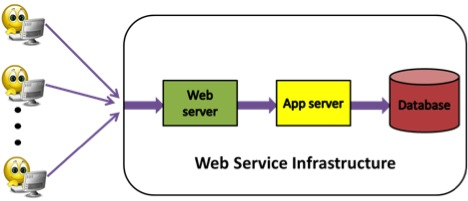 Web
server
App server
Database
Web Service Infrastructure